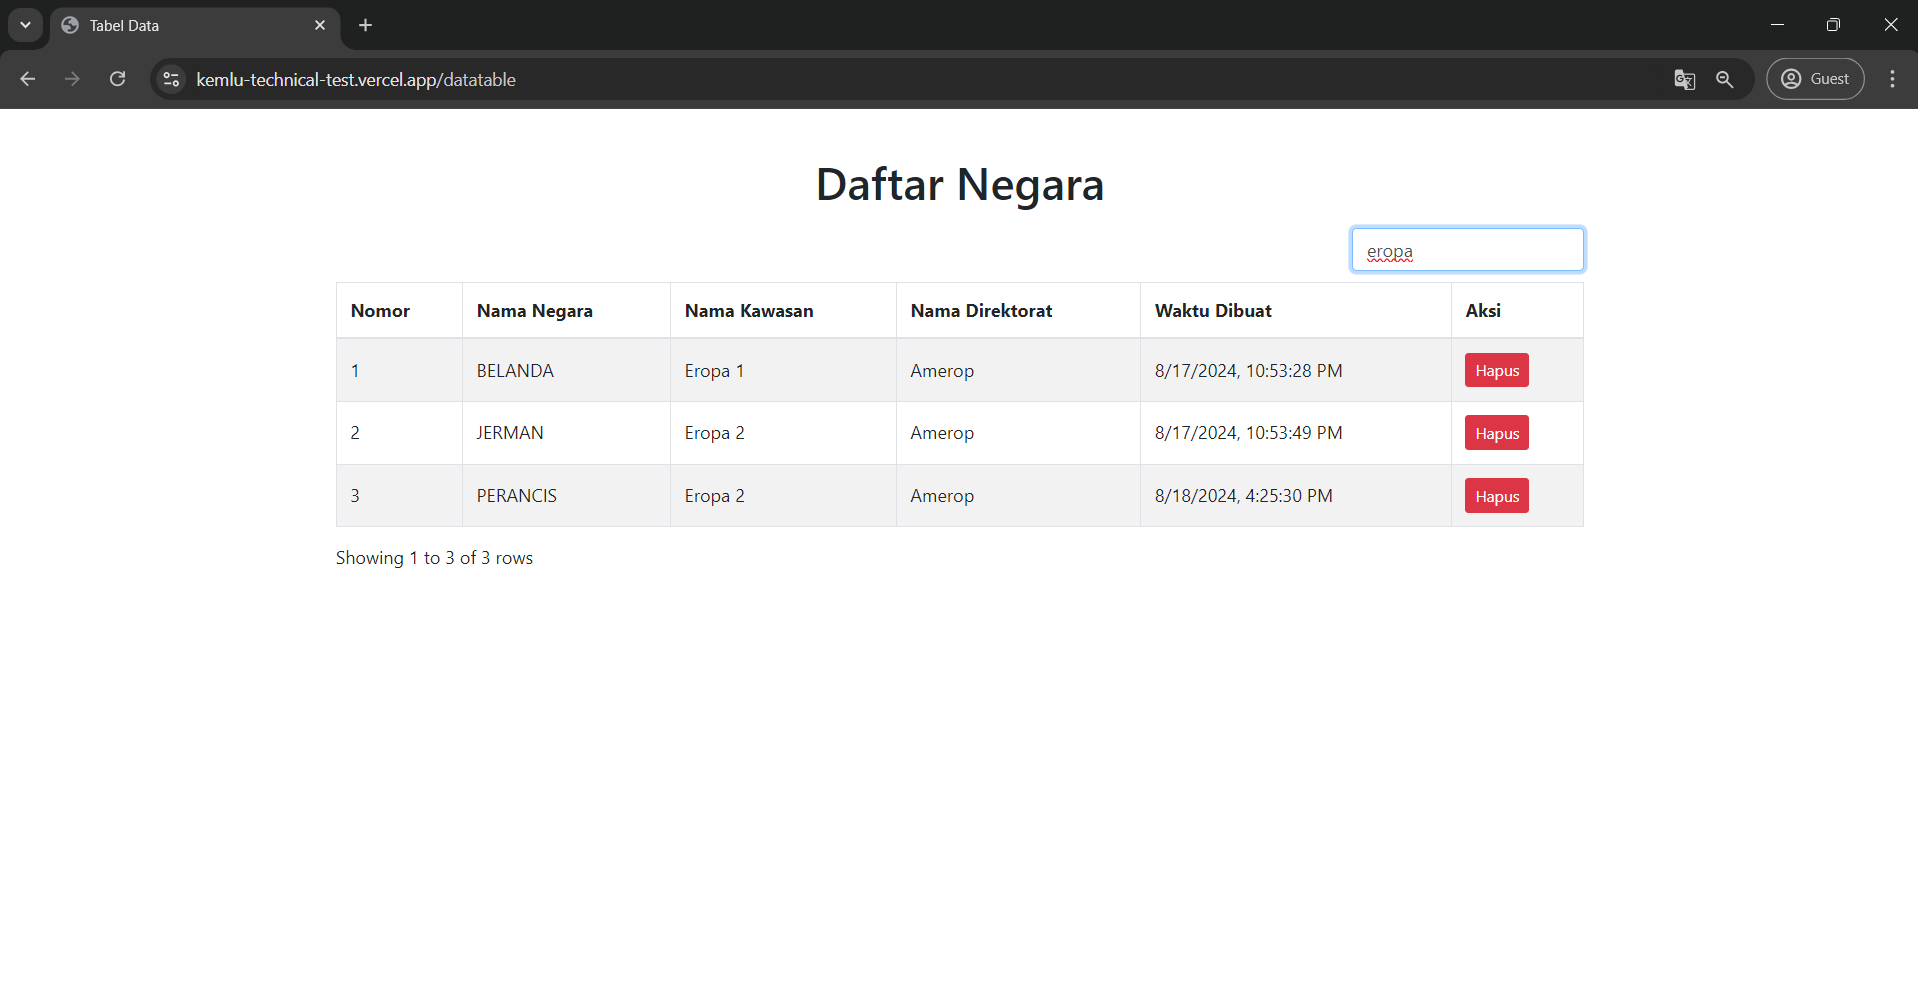 Tabel Data
kemlu-technical-test.vercel.app/datatable
Guest
Daftar Negara
eropa
Nomor Nama Negara Nama Kawasan Nama Direktorat Waktu Dibuat Aksi
1 BELANDA Eropa 1 Amerop 8/17/2024, 10:53:28 PM Hapus
2 JERMAN Eropa 2 Amerop 8/17/2024, 10:53:49 PM Hapus
3 PERANCIS Eropa 2 Amerop 8/18/2024, 4:25:30 PM Hapus
Showing 1 to 3 of 3 rows